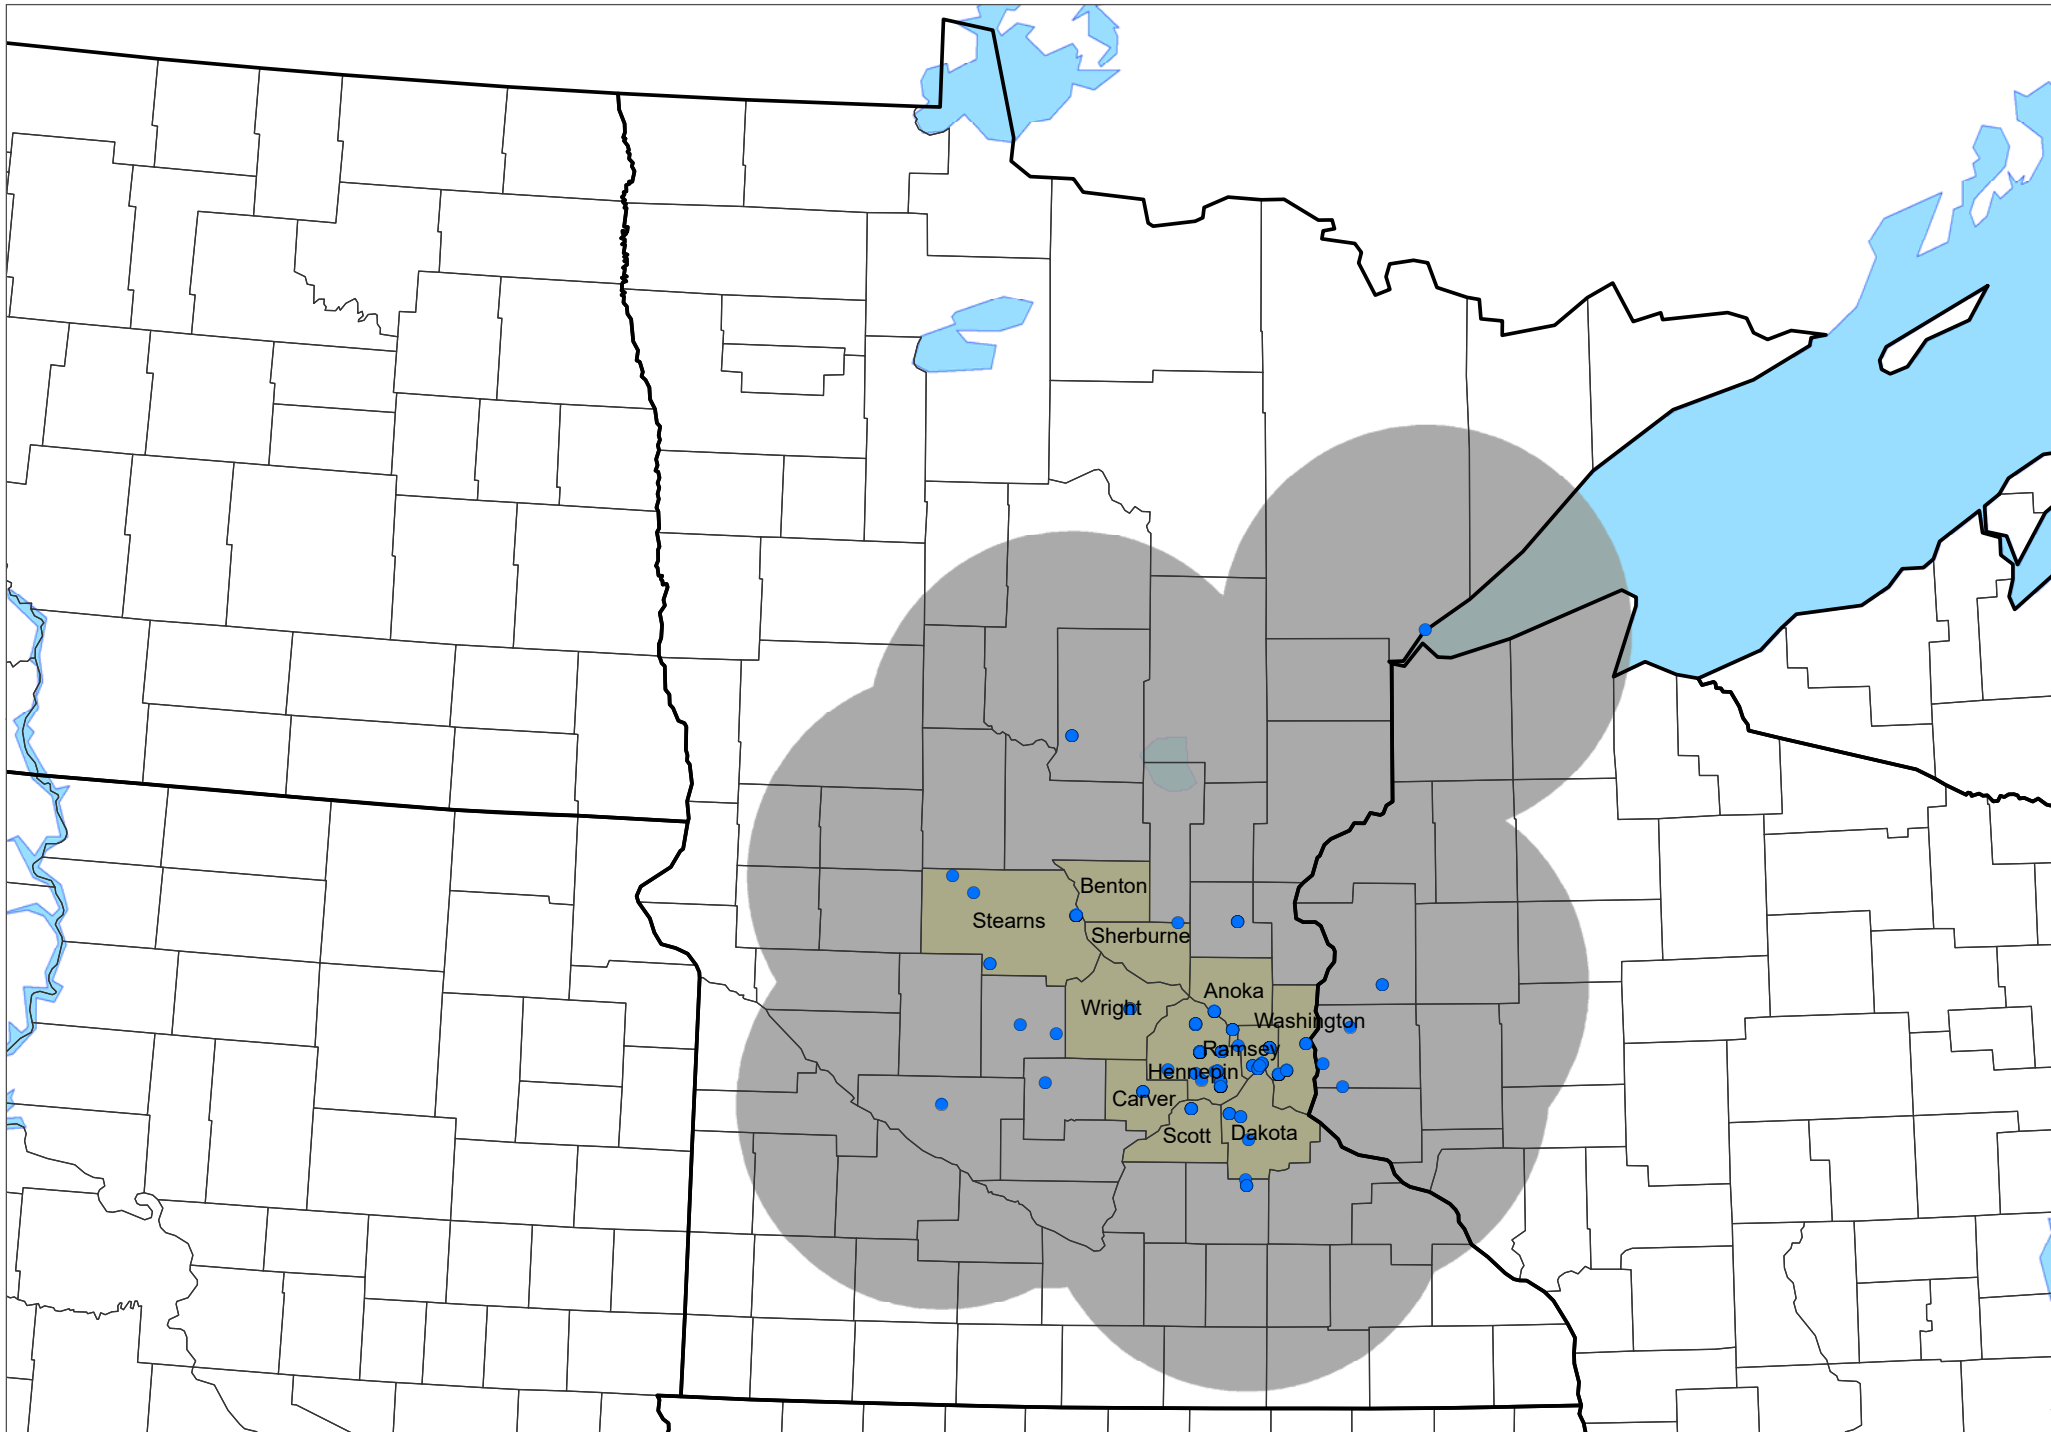 Benton
Stearns
Sherburne
Anoka
Wright
Washington
Ramsey
Hennepin
Carver
Scott
Dakota